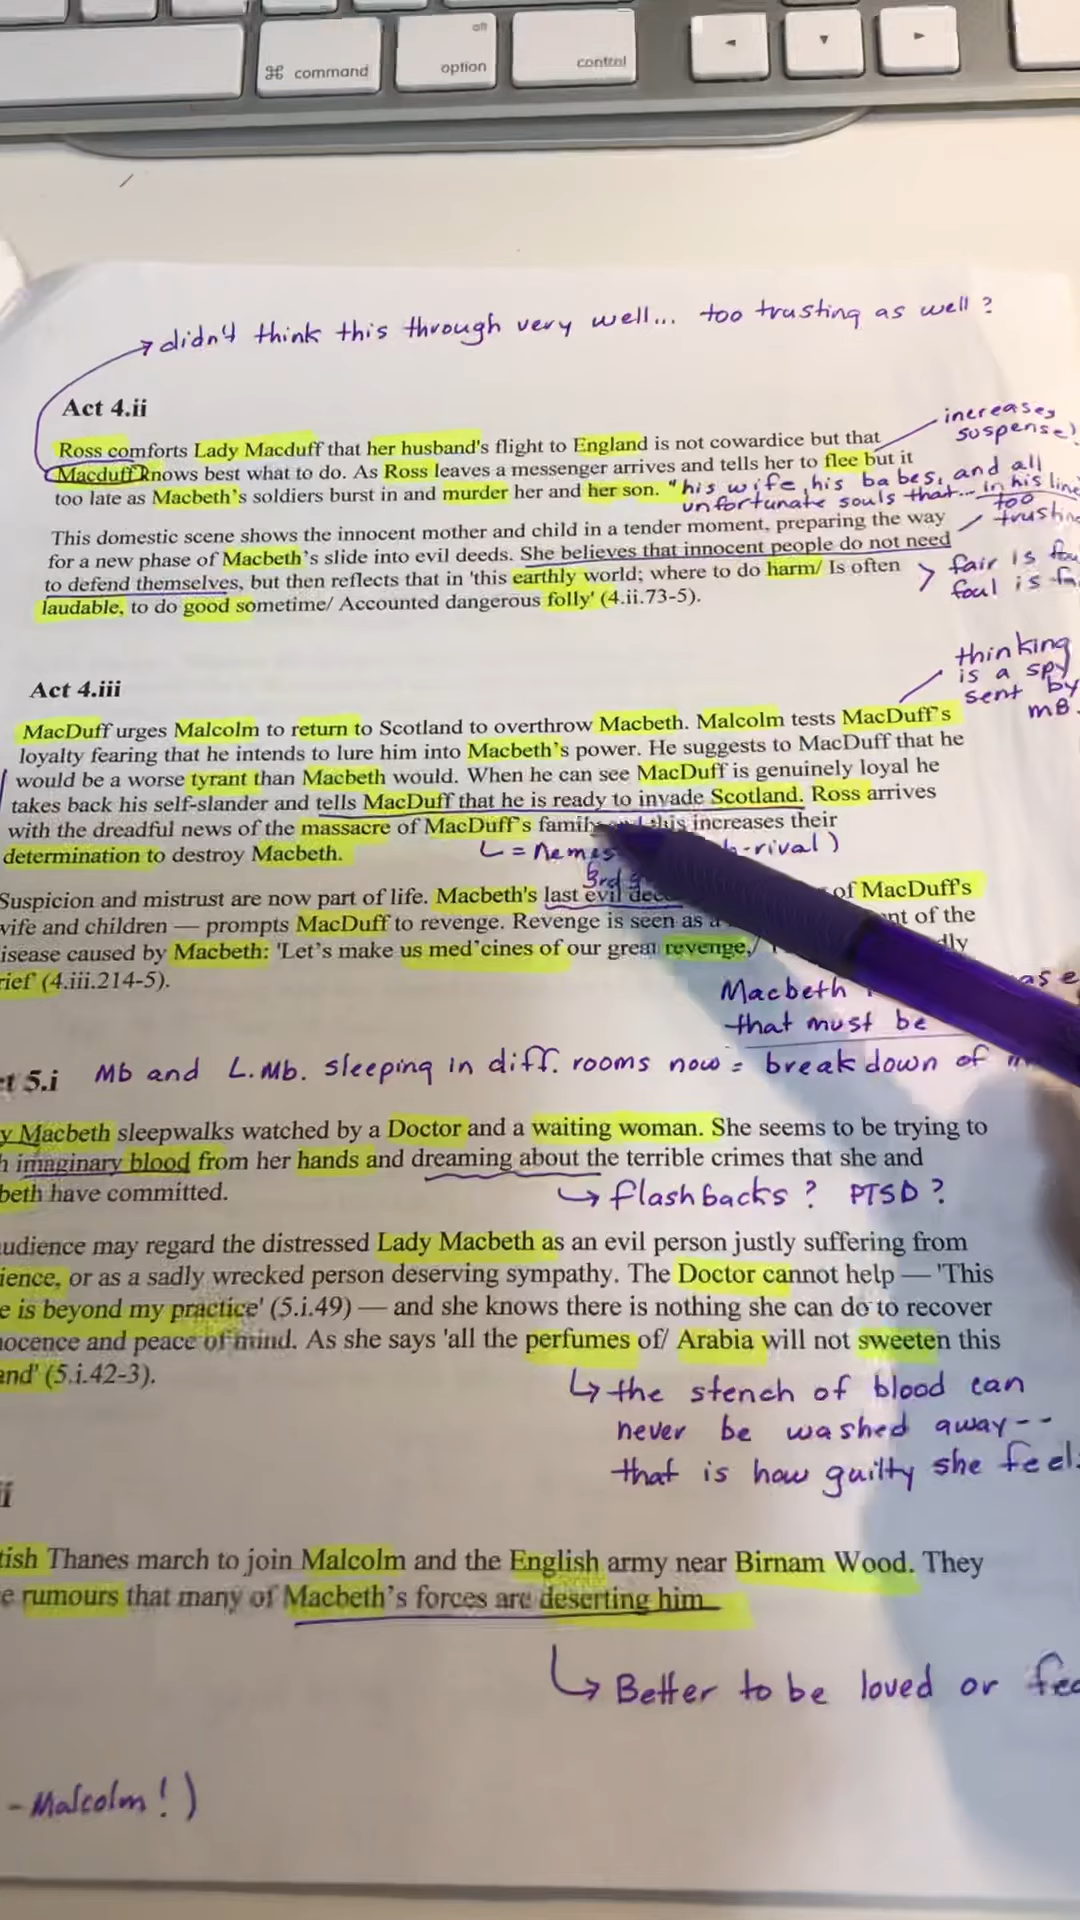 alt
⌘ command
option
control
didn't think this through very well... too trusting as well?
Act 4.ii
increases
suspense!
Ross comforts Lady Macduff that her husband's flight to England is not cowardice but that
Macduff knows best what to do. As Ross leaves a messenger arrives and tells her to flee but it
too late as Macbeth's soldiers burst in and murder her and her son. "his wife, his babes, and all
unfortunate souls that... in his line
too
trusting
This domestic scene shows the innocent mother and child in a tender moment, preparing the way
for a new phase of Macbeth's slide into evil deeds. She believes that innocent people do not need
to defend themselves, but then reflects that in 'this earthly world; where to do harm/ Is often
laudable, to do good sometime/ Accounted dangerous folly' (4.ii.73-5).
fair is
foul is
thinking
is a spy
sent by
mB.
Act 4.iii
MacDuff urges Malcolm to return to Scotland to overthrow Macbeth. Malcolm tests MacDuff's
loyalty fearing that he intends to lure him into Macbeth's power. He suggests to MacDuff that he
would be a worse tyrant than Macbeth would. When he can see MacDuff is genuinely loyal he
takes back his self-slander and tells MacDuff that he is ready to invade Scotland. Ross arrives
with the dreadful news of the massacre of MacDuff's this increases their
determination to destroy Macbeth.
= -rival)
3rd
Suspicion and mistrust are now part of life. Macbeth's last evil of MacDuff's
wife and children — prompts MacDuff to revenge. Revenge is seen as of the
isease caused by Macbeth: 'Let's make us med'cines of our great revenge,/
rief' (4.iii.214-5).
Macbeth
that must be
5.i
Mb and L.Mb. sleeping in diff. rooms now = breakdown of
y Macbeth sleepwalks watched by a Doctor and a waiting woman. She seems to be trying to
h imaginary blood from her hands and dreaming about the terrible crimes that she and
beth have committed.
flashbacks? PTSD?
udience may regard the distressed Lady Macbeth as an evil person justly suffering from
ience, or as a sadly wrecked person deserving sympathy. The Doctor cannot help — 'This
e is beyond my practice' (5.i.49) — and she knows there is nothing she can do to recover
nocence and peace of mind. As she says 'all the perfumes of/ Arabia will not sweeten this
and' (5.i.42-3).
the stench of blood can
never be washed away--
that is how guilty she feels
ii
tish Thanes march to join Malcolm and the English army near Birnam Wood. They
e rumours that many of Macbeth's forces are deserting him
Better to be loved or
- Malcolm!)